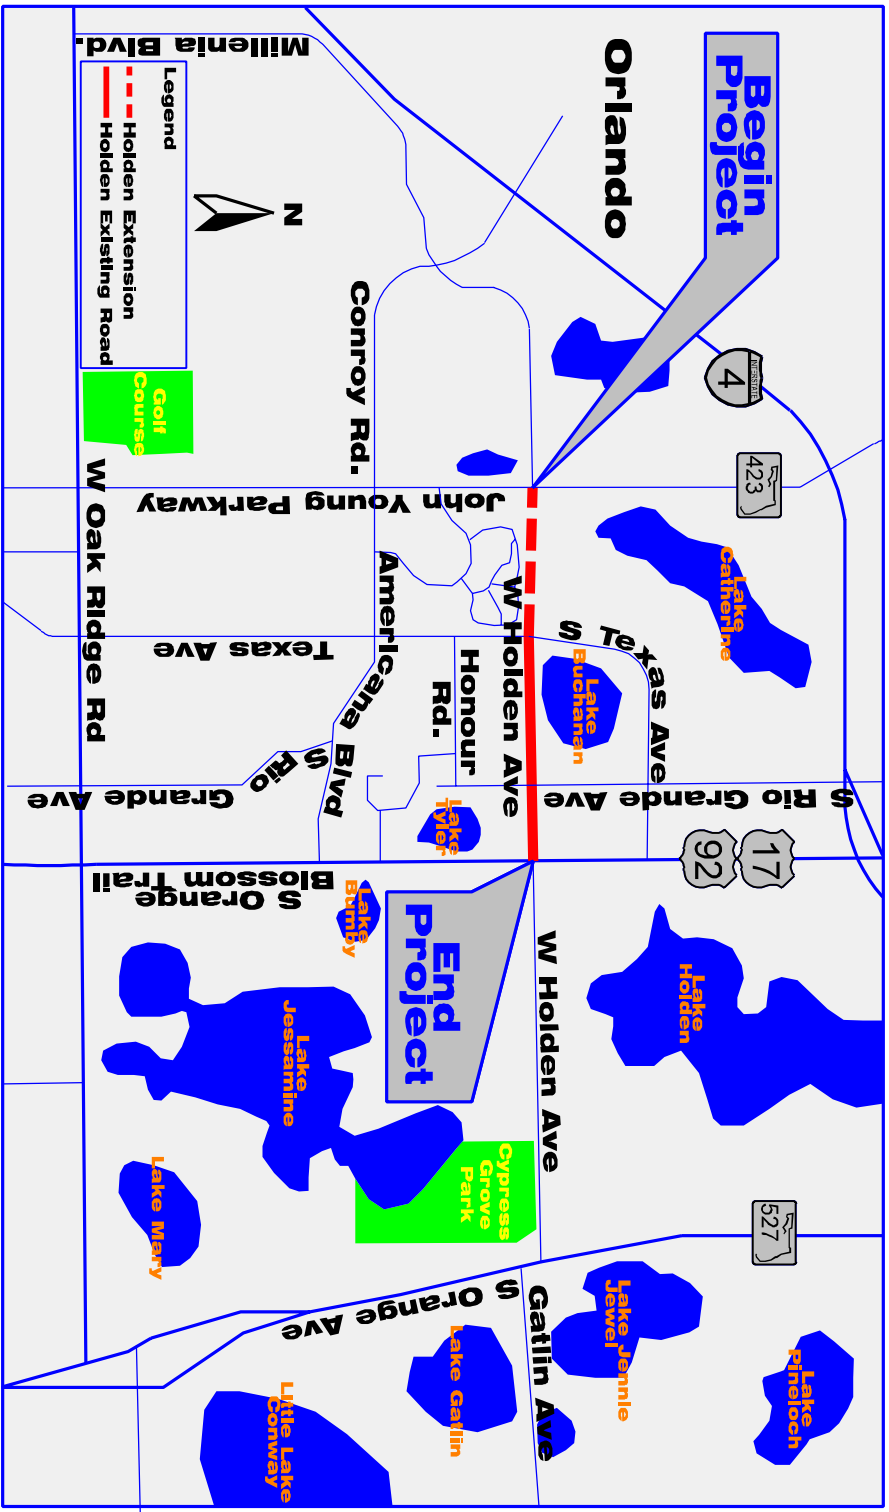 Begin
Project
Orlando
INTERSTATE
4
423
Millenia Blvd.
Legend
Holden Extension
Holden Existing Road
N
Golf
Course
Conroy Rd.
John Young Parkway
W Oak Ridge Rd
Texas Ave
Americana Blvd
Honour
Rd.
W Holden Ave
S Texas Ave
Lake
Catherine
Lake
Buchanan
S Rio
Grande Ave
S Rio Grande Ave
Lake
Tyler
17
92
S Orange
Blossom Trail
Lake
Bumby
End
Project
W Holden Ave
Lake
Holden
Lake
Jessamine
Lake Mary
Cypress
Grove
Park
527
S Orange Ave
Gatlin Ave
Lake Jennie
Jewel
Lake
Pineloch
Lake Gatlin
Little Lake
Conway